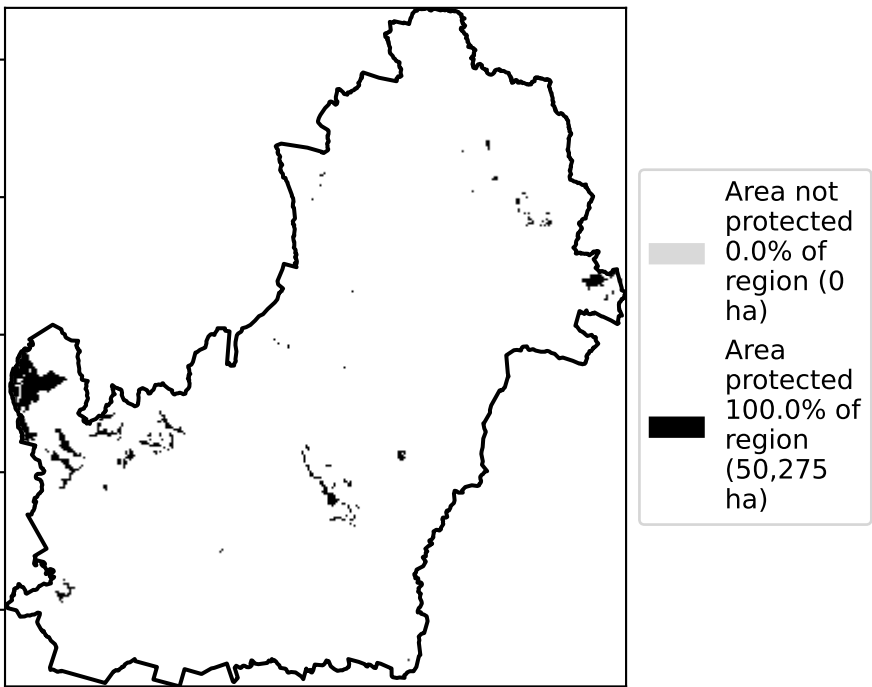 Area not
protected
0.0% of
region (0
ha)
Area
protected
100.0% of
region
(50,275
ha)